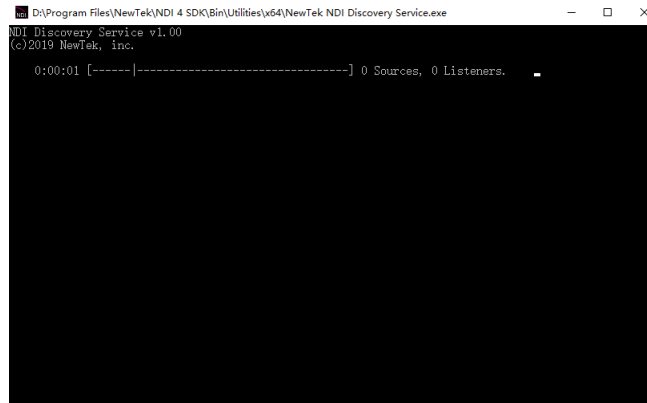 NDI D:\Program Files\NewTek\NDI 4 SDK\Bin\Utilities\x64\NewTek NDI Discovery Service.exe
NDI Discovery Service v1.00
(c)2019 NewTek, inc.
0:00:01 [------|--------------------------------] 0 Sources, 0 Listeners.